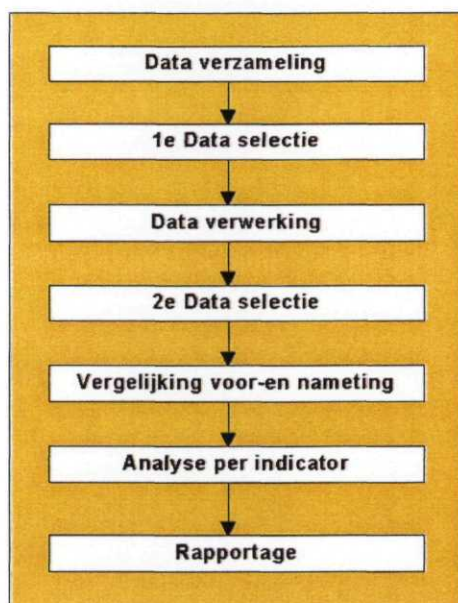 Data verzameling
1e Data selectie
Data verwerking
2e Data selectie
Vergelijking voor-en nameting
Analyse per indicator
Rapportage